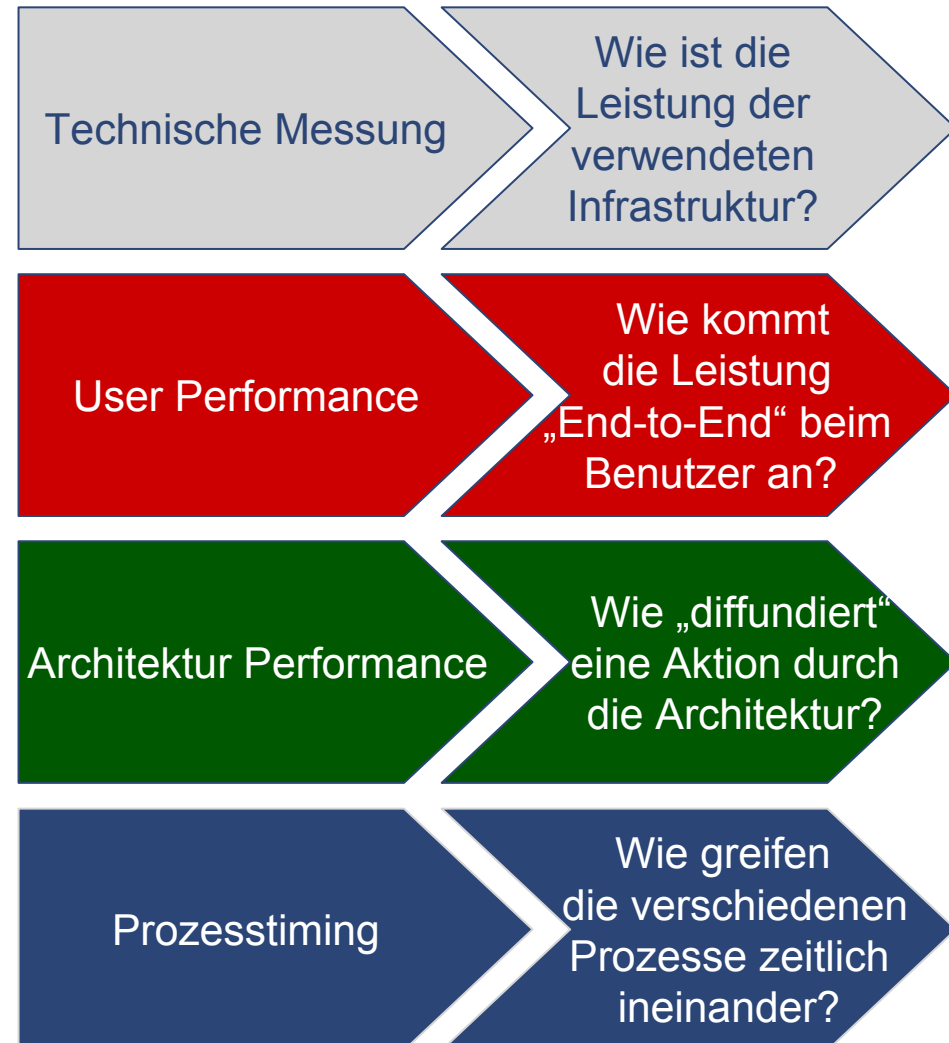 Technische Messung
Wie ist die
Leistung der
verwendeten
Infrastruktur?
User Performance
Wie kommt
die Leistung
„End-to-End“ beim
Benutzer an?
Architektur Performance
Wie „diffundiert“
eine Aktion durch
die Architektur?
Prozesstiming
Wie greifen
die verschiedenen
Prozesse zeitlich
ineinander?